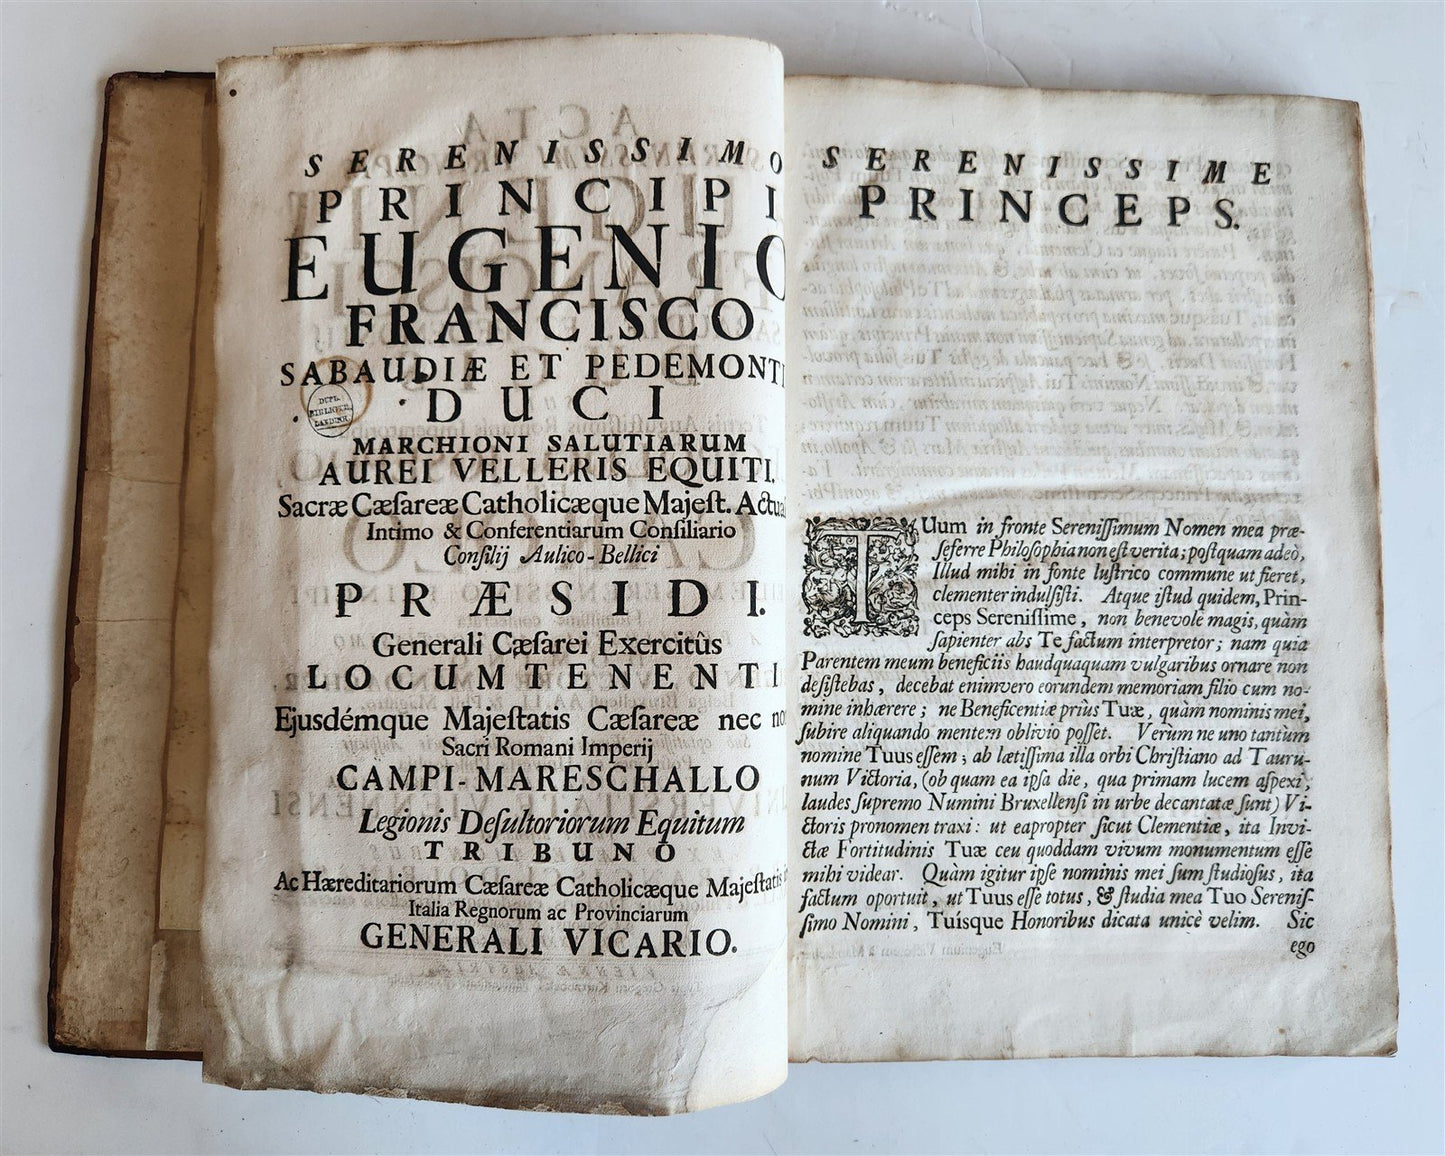 SERENISSIMO
PRINCIPI
EUGENIO
FRANCISCO
SABAUDIÆ ET PEDEMONTI
DUCI
MARCHIONI SALUTIARUM
AUREI VELLERIS EQUITI.
Sacræ Cæſareæ Catholicæque Majeſt. Actua
Intimo & Conferentiarum Conſiliario
Conſilij Aulico-Bellici
PRÆSIDI.
Generali Cæſarei Exercitûs
LOCUMTENENTI
Ejusdémque Majeſtatis Cæſareæ nec no
Sacri Romani Imperij
CAMPI-MARESCHALLO
Legionis Deſultoriorum Equitum
TRIBUNO
Ac Hæreditariorum Cæſareæ Catholicæque Majeſtatis
Italia Regnorum ac Provinciarum
GENERALI VICARIO.
DUPL.
SERENISSIME
PRINCEPS.
TUum in fronte Sereniſſimum Nomen mea præ-
ſeferre Philoſophia non eſt verita; poſtquam adeò,
Illud mihi in fonte luſtrico commune ut fieret,
clementer indulſiſti. Atque iſtud quidem, Prin-
ceps Sereniſſime, non benevole magis, quàm
ſapienter abs Te factum interpretor; nam quia
Parentem meum beneficiis haudquaquam vulgaribus ornare non
deſiſtebas, decebat enimvero eorundem memoriam filio cum no-
mine inhærere; ne Beneficentiæ priùs Tuæ, quàm nominis mei,
ſubire aliquando mentem oblivio poſſet. Verùm ne uno tantùm
nomine Tuus eſſem; ab lætiſſima illa orbi Chriſtiano ad Tauru-
num Victoria, (ob quam ea ipſa die, qua primam lucem aſpexi,
laudes ſupremo Numini Bruxellenſi in urbe decantatæ ſunt) Vi-
ctoris pronomen traxi: ut eapropter ſicut Clementiæ, ita Invi-
ctæ Fortitudinis Tuæ ceu quoddam vivum monumentum eſſe
mihi videar. Quàm igitur ipſe nominis mei ſum ſtudioſus, ita
factum oportuit, ut Tuus eſſe totus, & ſtudia mea Tuo Sereniſ-
ſimo Nomini, Tuísque Honoribus dicata unicè velim. Sic
ego